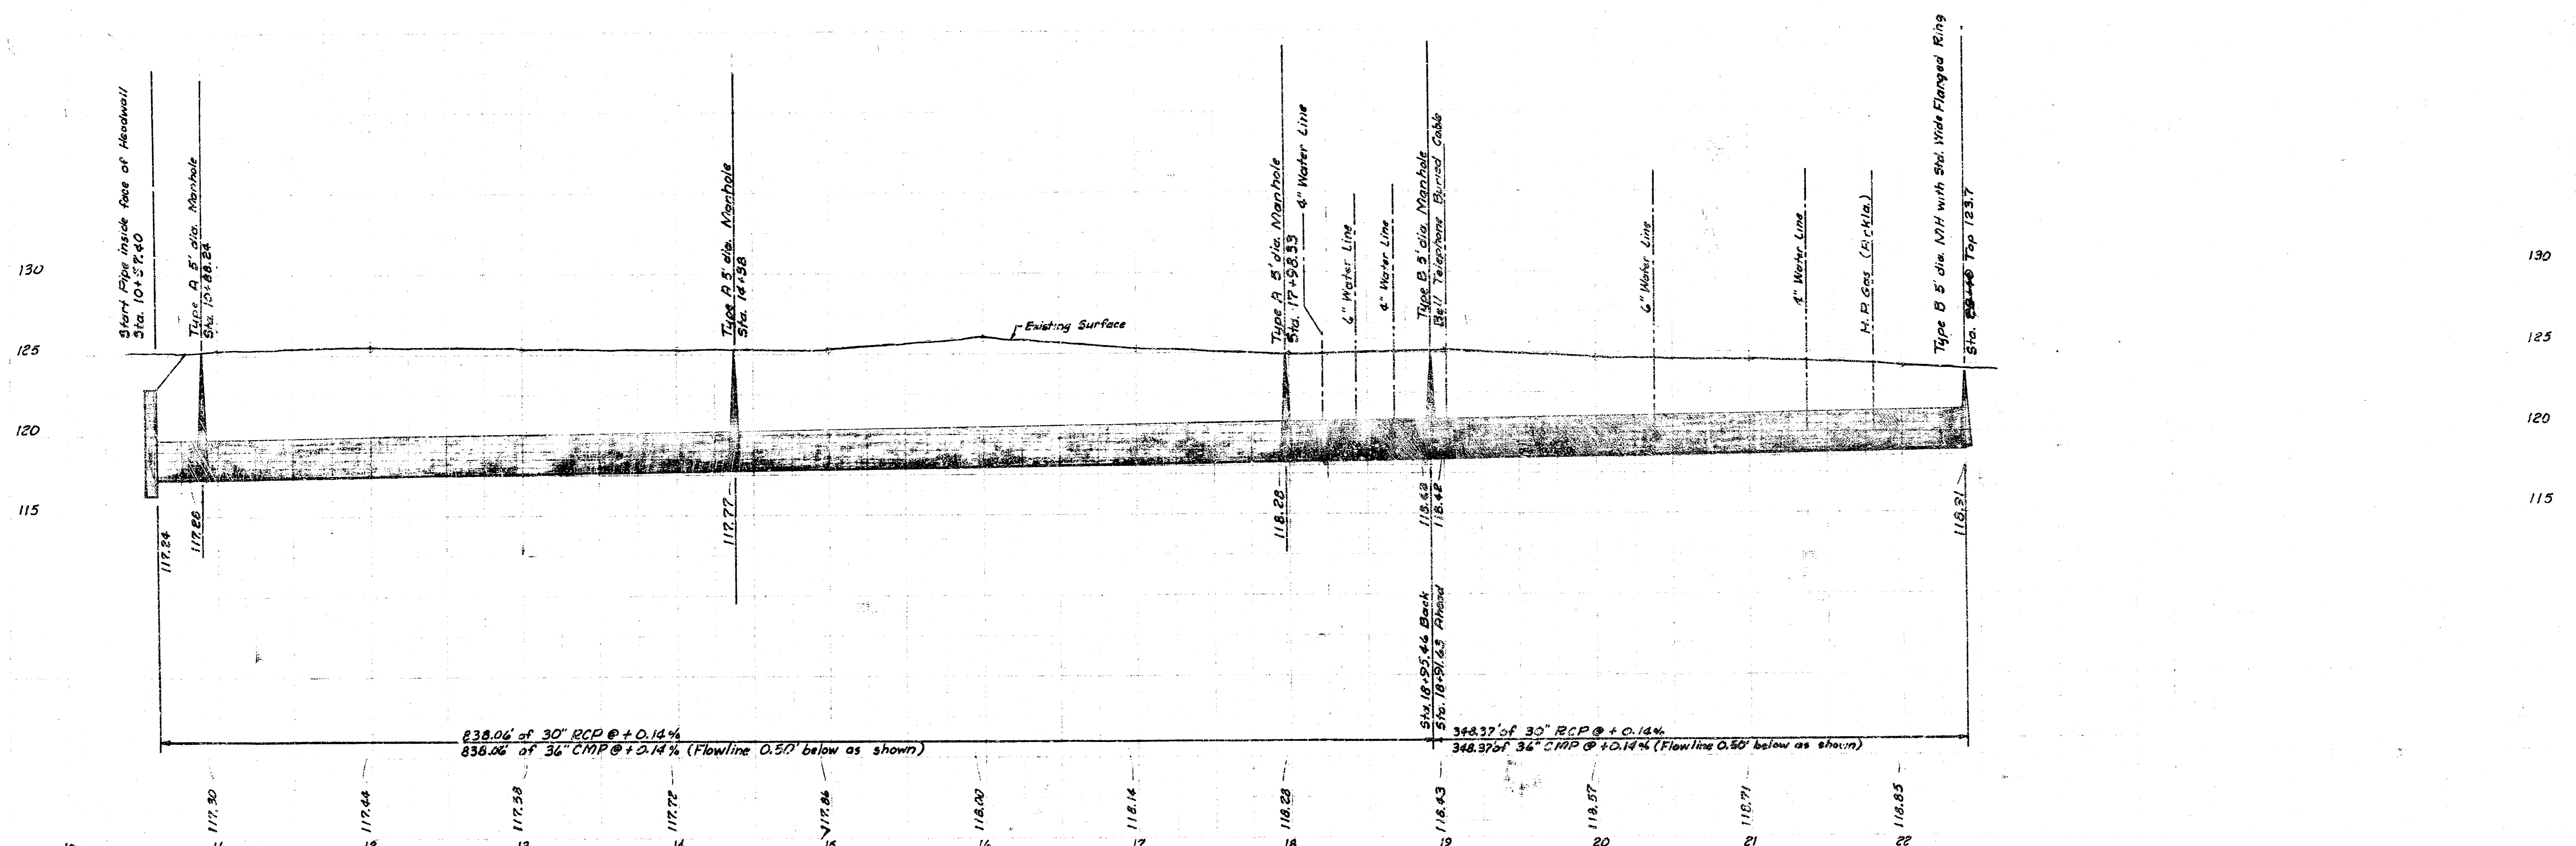 Start Pipe inside face of Headwall
Sta. 10+57.40
Type A 5' dia. Manhole
Sta. 10+88.24
Type A 5' dia. Manhole
Sta. 14+38
Type A 5' dia. Manhole
Sta. 17+98.33
4" Water Line
6" Water Line
4" Water Line
Type B 5' dia. Manhole
Bell Telephone Buried Cable
6" Water Line
4" Water Line
H.P. Gas (Arkla.)
Type B 5' dia. MH with Std. Wide Flanged Ring
Sta. Top 123.7
130
130
125
125
120
120
115
115
Existing Surface
117.24
117.28
117.77
118.28
118.43
118.42
118.91
Sta. 18+95.46 Back
Sta. 18+91.63 Ahead
838.06' of 30" RCP @ + 0.14%
838.06' of 36" CMP @ + 0.14% (Flowline 0.50' below as shown)
348.37' of 30" RCP @ + 0.14%
348.37' of 36" CMP @ + 0.14% (Flowline 0.50' below as shown)
117.30
117.44
117.58
117.72
117.86
118.00
118.14
118.28
118.43
118.57
118.71
118.85
11
12
13
14
15
16
17
18
19
20
21
22